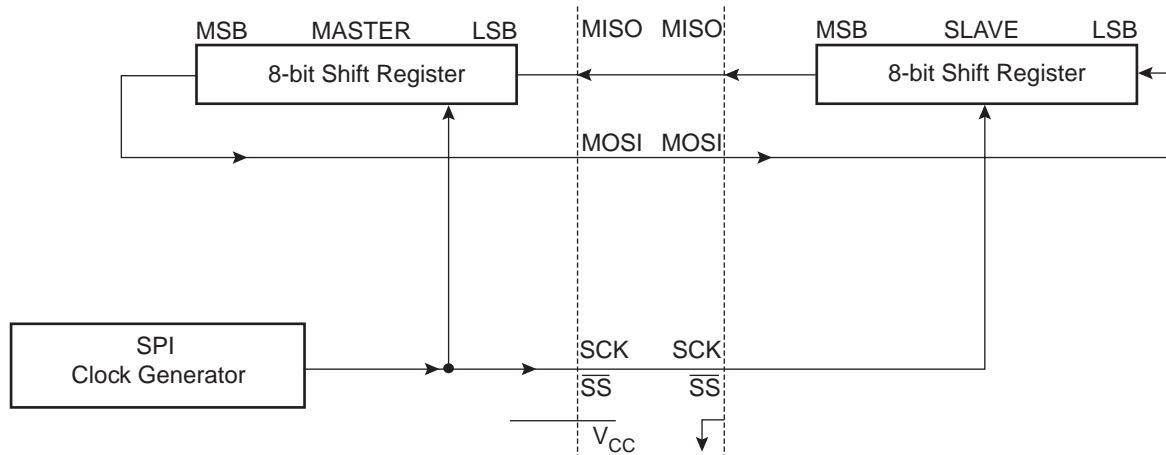 MSB MASTER LSB
8-bit Shift Register
MISO MISO
MSB SLAVE LSB
8-bit Shift Register
MOSI MOSI
SPI
Clock Generator
SCK SCK
SS SS
VCC